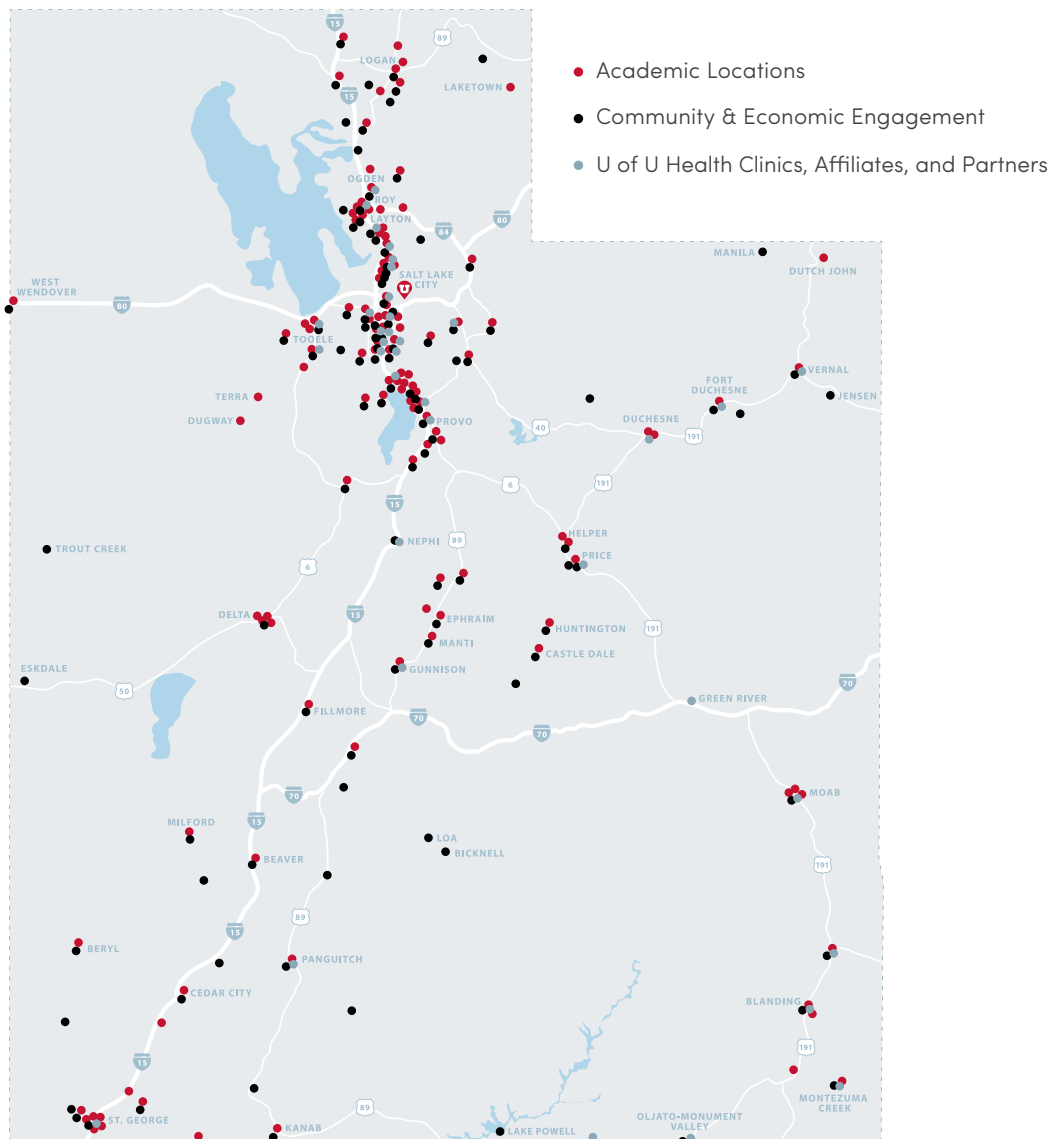 15
89
LOGAN
LAKETOWN
15
Academic Locations
Community & Economic Engagement
U of U Health Clinics, Affiliates, and Partners
OGDEN
ROY
LAYTON
84
80
MANILA
DUTCH JOHN
SALT LAKE
CITY
U
WEST
WENDOVER
80
TOOELE
VERNAL
FORT
DUCHESNE
JENSEN
TERRA
DUGWAY
PROVO
40
DUCHESNE
191
6
191
15
HELPER
NEPHI
89
TROUT CREEK
PRICE
6
DELTA
15
EPHRAIM
HUNTINGTON
191
MANTI
CASTLE DALE
ESKDALE
GUNNISON
50
70
GREEN RIVER
FILLMORE
70
70
70
MOAB
15
MILFORD
LOA
BICKNELL
BEAVER
191
89
15
BERYL
PANGUITCH
CEDAR CITY
BLANDING
191
15
MONTEZUMA
CREEK
89
ST. GEORGE
OLJATO-MONUMENT
VALLEY
KANAB
LAKE POWELL